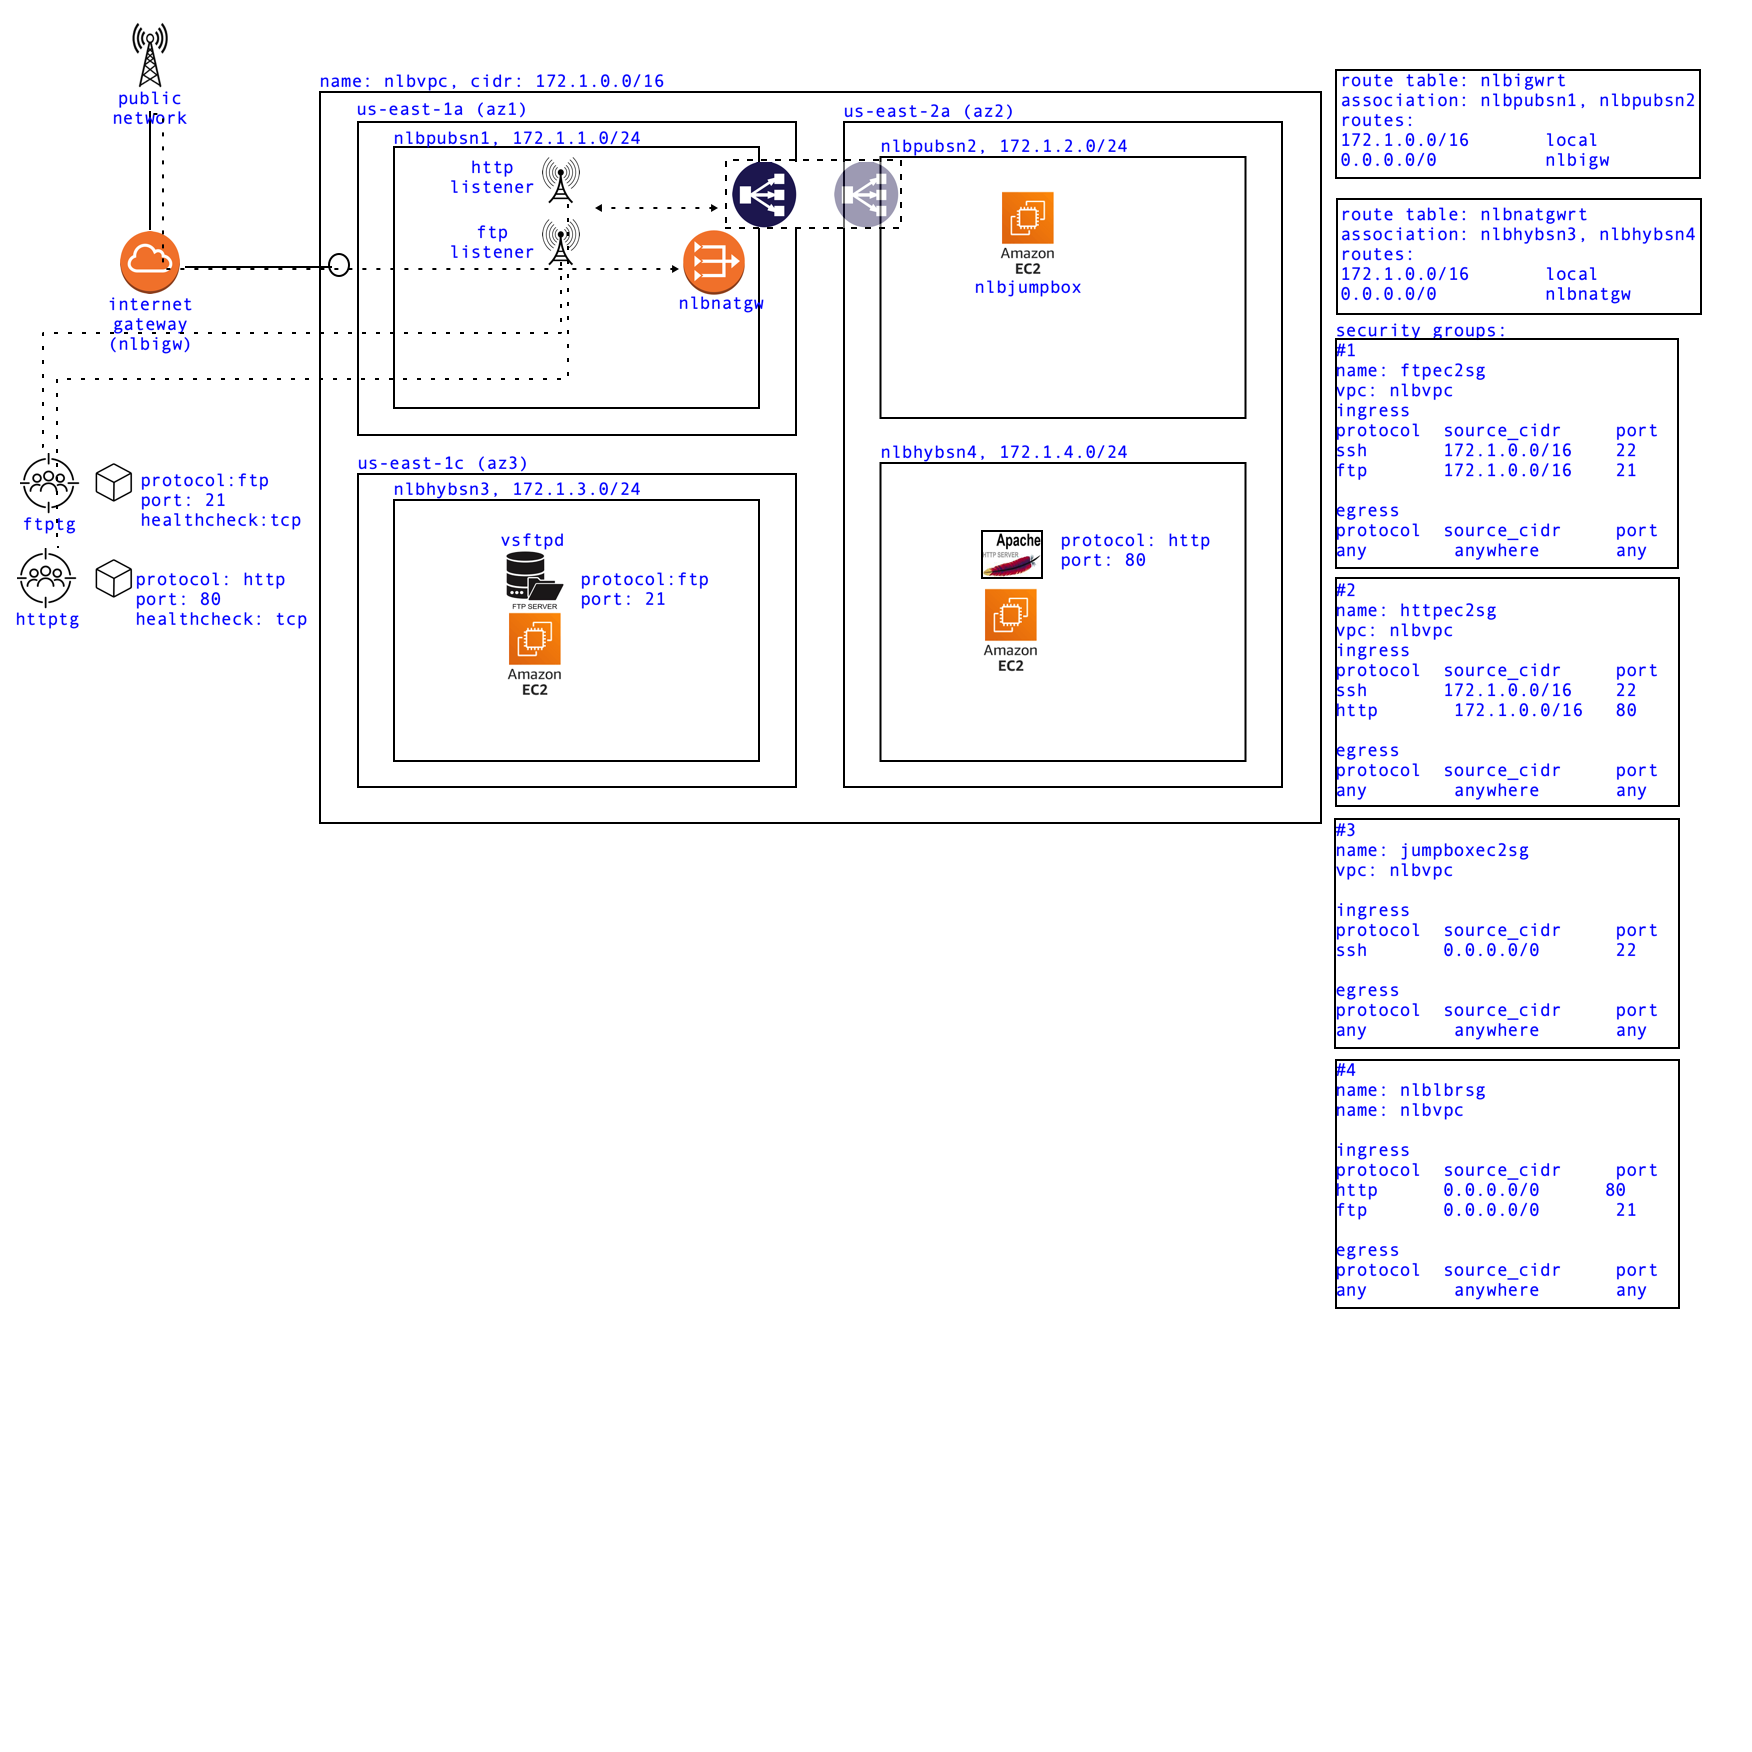 public
network
internet
gateway
(nlbigw)
name: nlbvpc, cidr: 172.1.0.0/16
us-east-1a (az1)
nlbpubsn1, 172.1.1.0/24
http
listener
ftp
listener
nlbnatgw
us-east-2a (az2)
nlbpubsn2, 172.1.2.0/24
Amazon
EC2
nlbjumpbox
us-east-1c (az3)
nlbhybsn3, 172.1.3.0/24
vsftpd
FTP SERVER
protocol:ftp
port: 21
Amazon
EC2
nlbhybsn4, 172.1.4.0/24
Apache
HTTP SERVER
protocol: http
port: 80
Amazon
EC2
ftptg
protocol:ftp
port: 21
healthcheck:tcp
httptg
protocol: http
port: 80
healthcheck: tcp
route table: nlbigwrt
association: nlbpubsn1, nlbpubsn2
routes:
172.1.0.0/16 local
0.0.0.0/0 nlbigw
route table: nlbnatgwrt
association: nlbhybsn3, nlbhybsn4
routes:
172.1.0.0/16 local
0.0.0.0/0 nlbnatgw
security groups:
#1
name: ftpec2sg
vpc: nlbvpc
ingress
protocol source_cidr port
ssh 172.1.0.0/16 22
ftp 172.1.0.0/16 21
egress
protocol source_cidr port
any anywhere any
#2
name: httpec2sg
vpc: nlbvpc
ingress
protocol source_cidr port
ssh 172.1.0.0/16 22
http 172.1.0.0/16 80
egress
protocol source_cidr port
any anywhere any
#3
name: jumpboxec2sg
vpc: nlbvpc
ingress
protocol source_cidr port
ssh 0.0.0.0/0 22
egress
protocol source_cidr port
any anywhere any
#4
name: nlblbrsg
name: nlbvpc
ingress
protocol source_cidr port
http 0.0.0.0/0 80
ftp 0.0.0.0/0 21
egress
protocol source_cidr port
any anywhere any